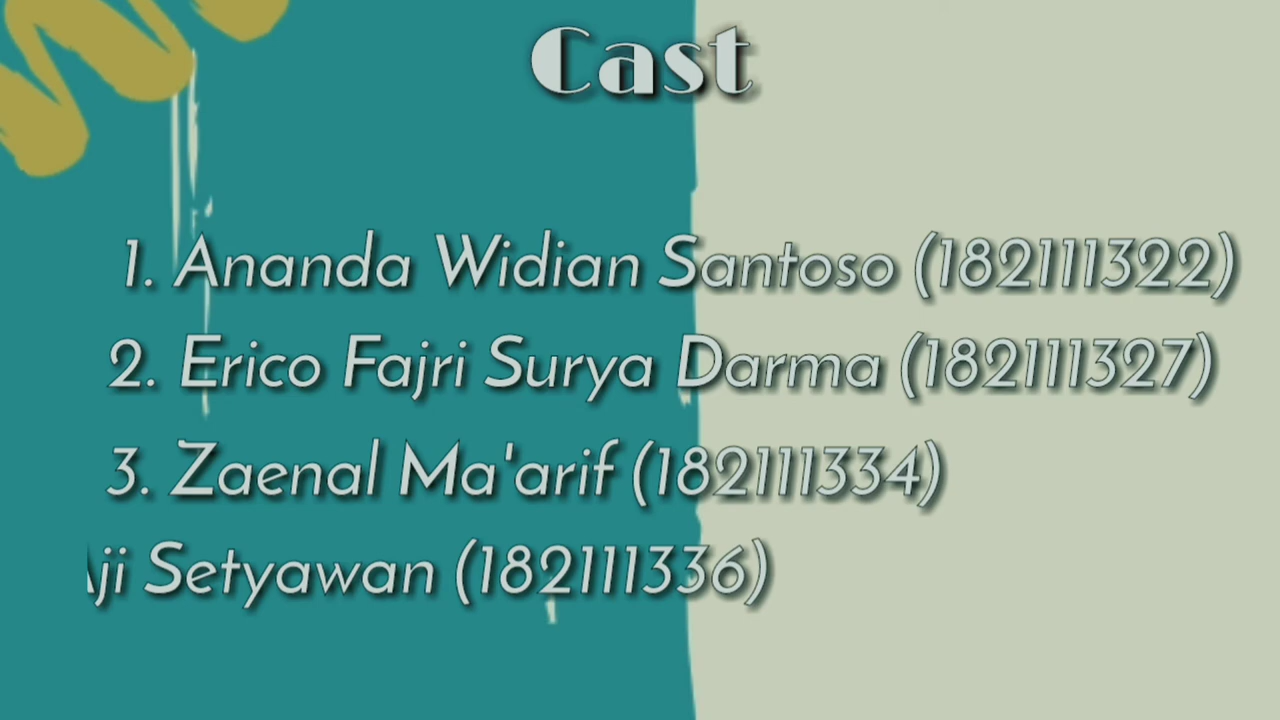 Cast
1. Ananda Widian Santoso (182111322)
2. Erico Fajri Surya Darma (182111327)
3. Zaenal Ma'arif (182111334)
Aji Setyawan (182111336)